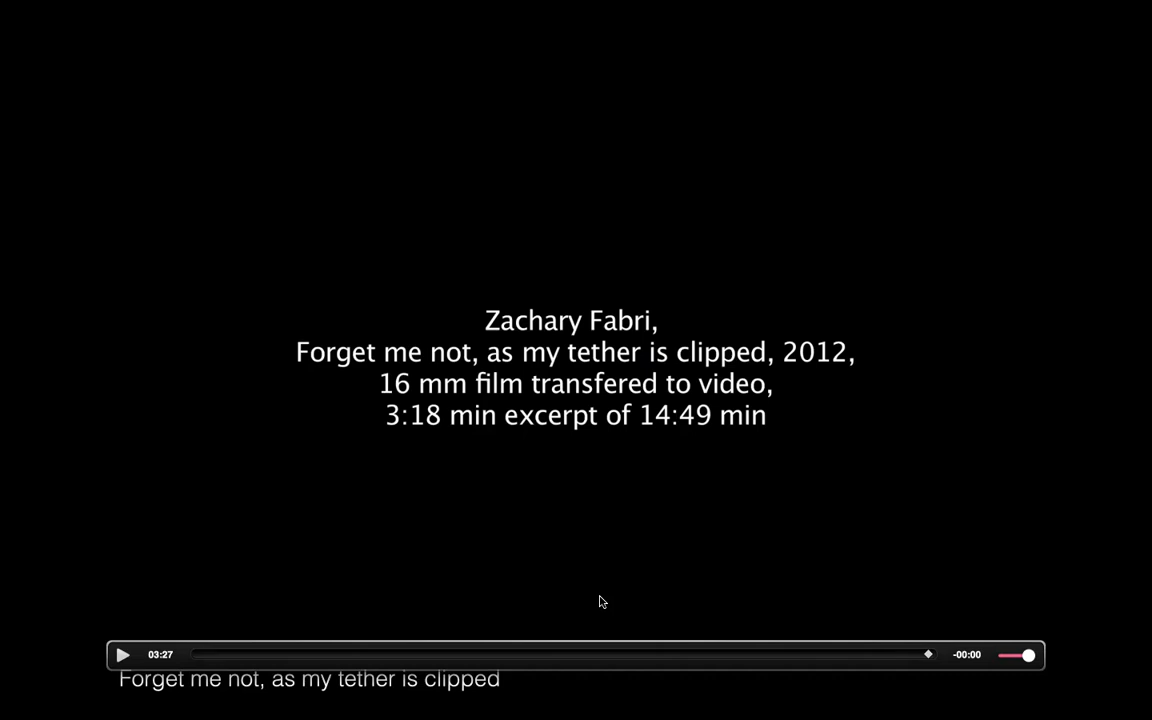 Zachary Fabri,
Forget me not, as my tether is clipped, 2012,
16 mm film transfered to video,
3:18 min excerpt of 14:49 min
03:27
-00:00
Forget me not, as my tether is clipped